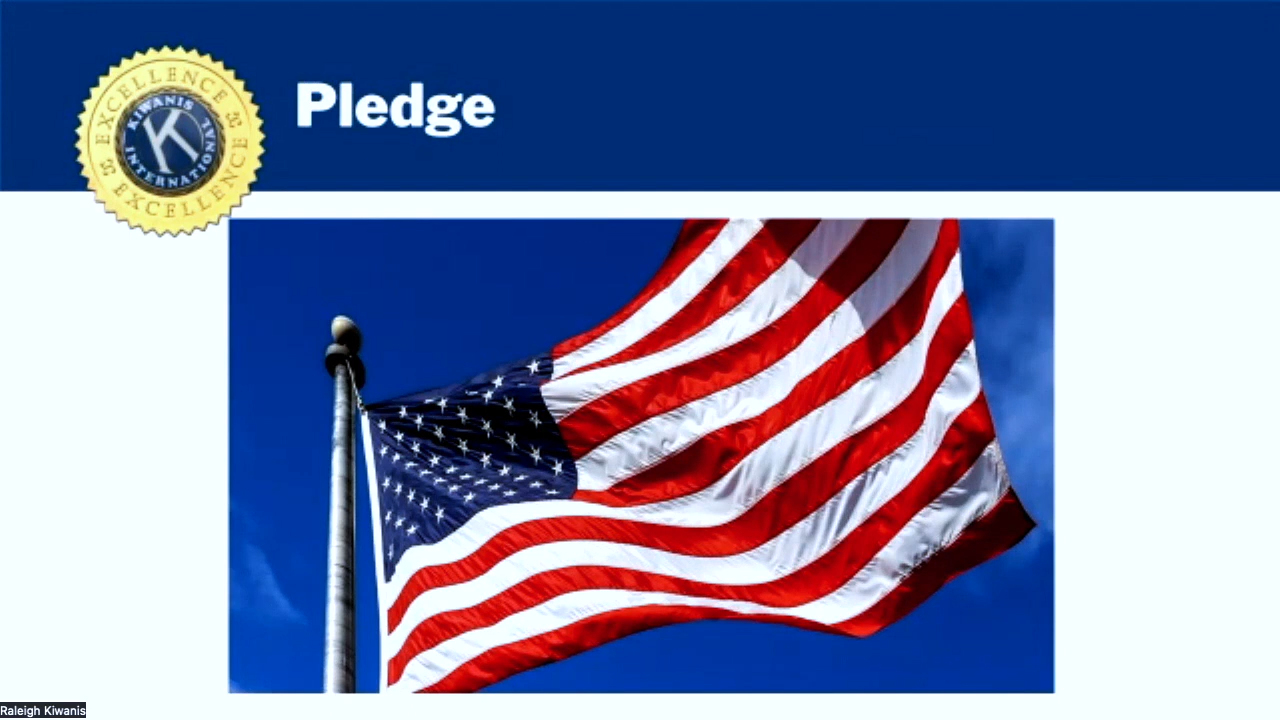 EXCELLENCE
KIWANIS
K
INTERNATIONAL
EXCELLENCE
Pledge
Raleigh Kiwanis